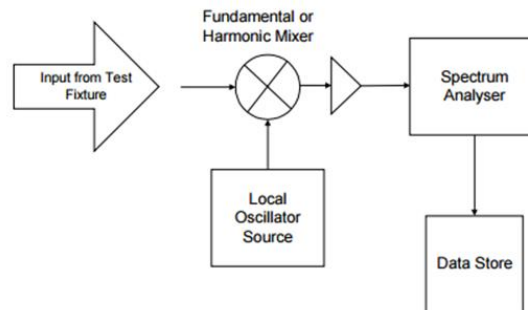 Fundamental or
Harmonic Mixer
Input from Test
Fixture
Spectrum
Analyser
Local
Oscillator
Source
Data Store